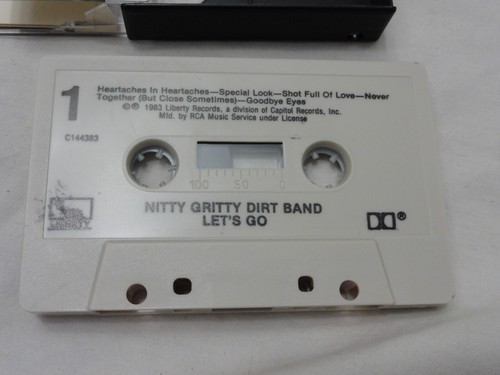 1
Heartaches In Heartaches—Special Look—Shot Full Of Love—Never
Together (But Close Sometimes)—Goodbye Eyes
©℗ 1983 Liberty Records, a division of Capitol Records, Inc.
Mfd. by RCA Music Service under License
C144393
100 50 0
NITTY GRITTY DIRT BAND
LET'S GO
LIBERTY
®